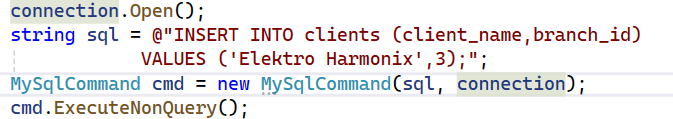 connection.Open();
string sql = @"INSERT INTO clients (client_name,branch_id)
VALUES ('Elektro Harmonix',3);";
MySqlCommand cmd = new MySqlCommand(sql, connection);
cmd.ExecuteNonQuery();